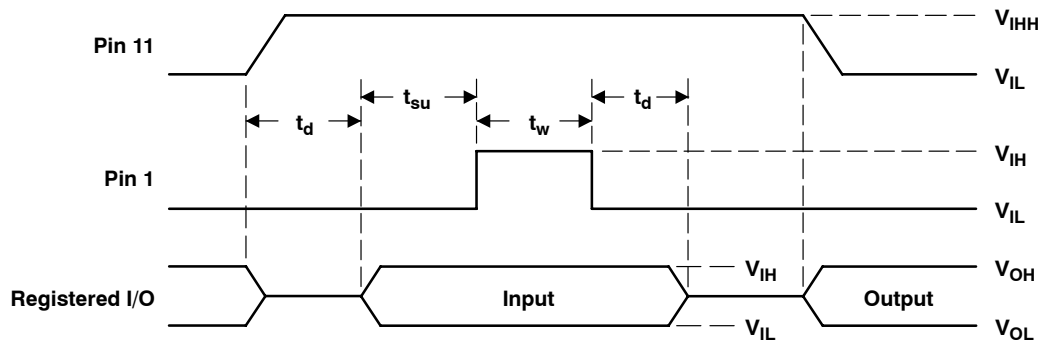 Pin 11
V_IHH
V_IL
t_d
t_su
t_w
t_d
Pin 1
V_IH
V_IL
Registered I/O
Input
V_IH
V_IL
Output
V_OH
V_OL